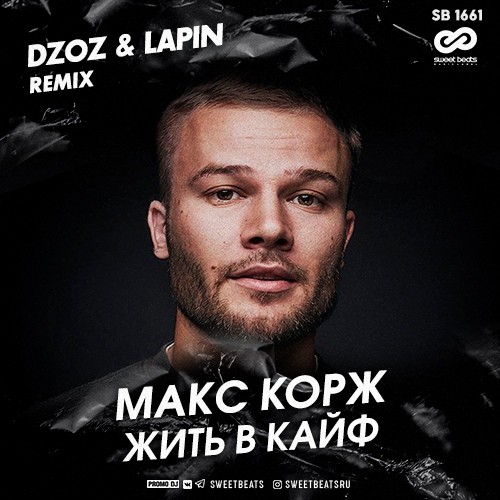 DZOZ & LAPIN
REMIX
SB 1661
sweet beats
МАКС КОРЖ
ЖИТЬ В КАЙФ
PROMO DJ SWEETBEATS SWEETBEATSRU